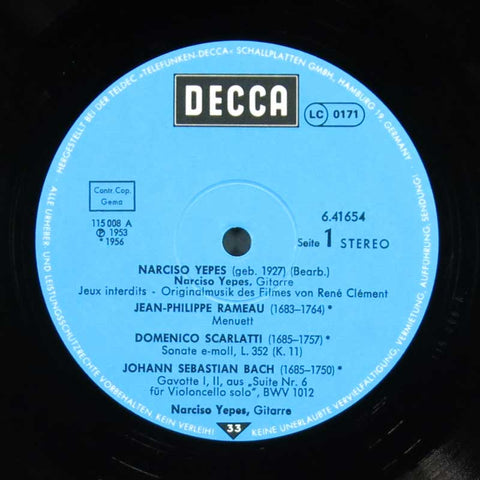 HERGESTELLT BEI DER TELDEC »TELEFUNKEN-DECCA« SCHALLPLATTEN GMBH, HAMBURG 19, GERMANY
DECCA
LC 0171
Contr. Cop.
Gema
115 008 A
Ⓟ 1953
* 1956
6.41654
Seite 1 STEREO
NARCISO YEPES (geb. 1927) (Bearb.)
Narciso Yepes, Gitarre
Jeux interdits – Originalmusik des Filmes von René Clément
JEAN-PHILIPPE RAMEAU (1683–1764) *
Menuett
DOMENICO SCARLATTI (1685–1757) *
Sonate e-moll, L. 352 (K. 11)
JOHANN SEBASTIAN BACH (1685–1750) *
Gavotte I, II, aus „Suite Nr. 6
für Violoncello solo", BWV 1012
Narciso Yepes, Gitarre
33
ALLE URHEBER- UND LEISTUNGSSCHUTZRECHTE VORBEHALTEN KEIN VERLEIH! KEINE UNERLAUBTE VERVIELFÄLTIGUNG, VERMIETUNG, AUFFÜHRUNG, SENDUNG!